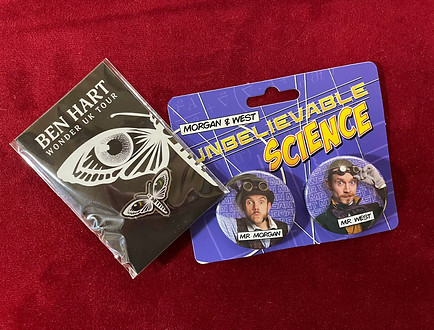 BEN HART
WONDER UK TOUR
MORGAN & WEST
UNBELIEVABLE
SCIENCE
MR. MORGAN
MR. WEST